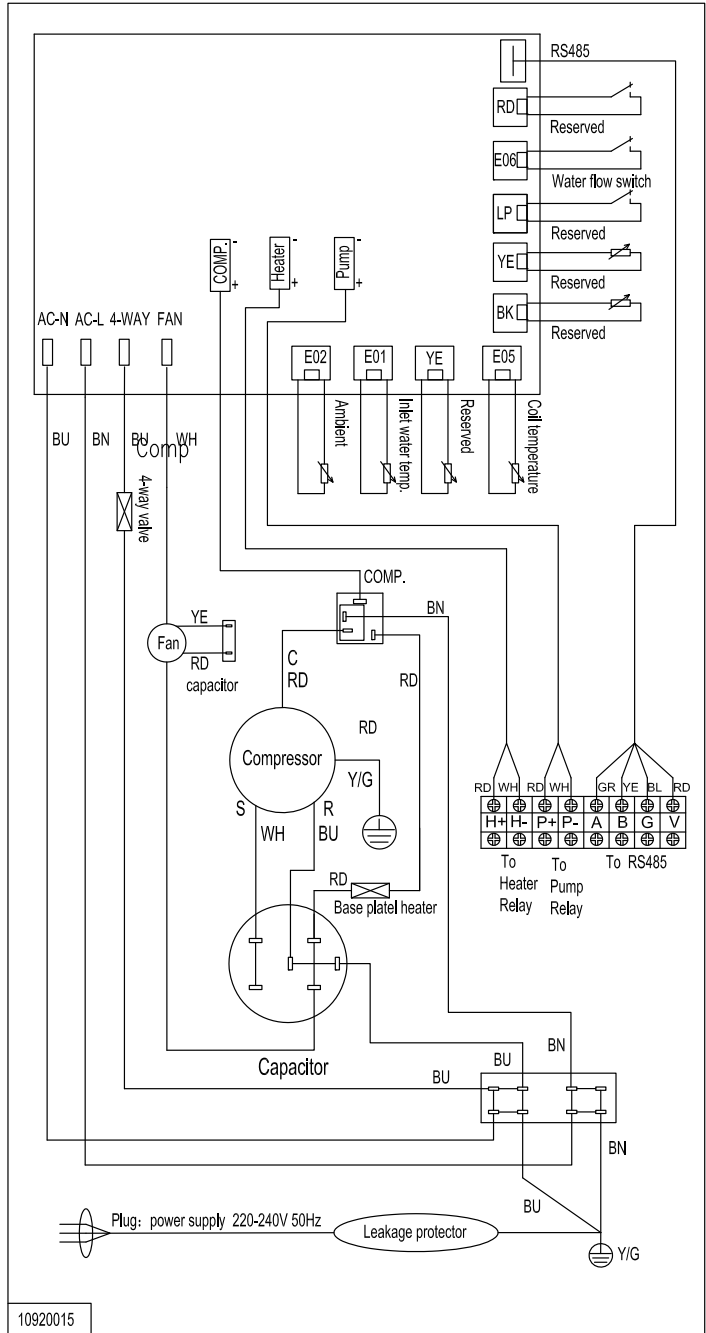 RS485
RD
Reserved
E06
Water flow switch
LP
Reserved
YE
Reserved
BK
Reserved
COMP.
- +
Heater
- +
Pump
- +
AC-N AC-L 4-WAY FAN
E02 E01 YE E05
Ambient
Inlet water temp.
Reserved
Coil temperature
BU BN BU WH
Comp
4-way valve
COMP.
BN
YE
Fan
RD
capacitor
C
RD
RD
RD
Compressor
Y/G
S
R
WH
BU
RD WH RD WH GR YE BL RD
H+ H- P+ P- A B G V
To
Heater
Relay
To
Pump
Relay
To RS485
RD
Base platel heater
Capacitor
BU
BU
BN
BN
BU
Plug: power supply 220-240V 50Hz
Leakage protector
Y/G
10920015